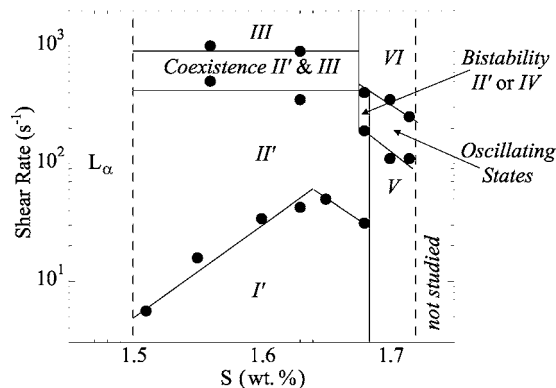 10³
III
VI
Coexistence II' & III
Bistability
II' or IV
Shear Rate (s⁻¹)
10²
Lα
II'
Oscillating
States
V
10¹
I'
not studied
1.5
1.6
1.7
S (wt. %)